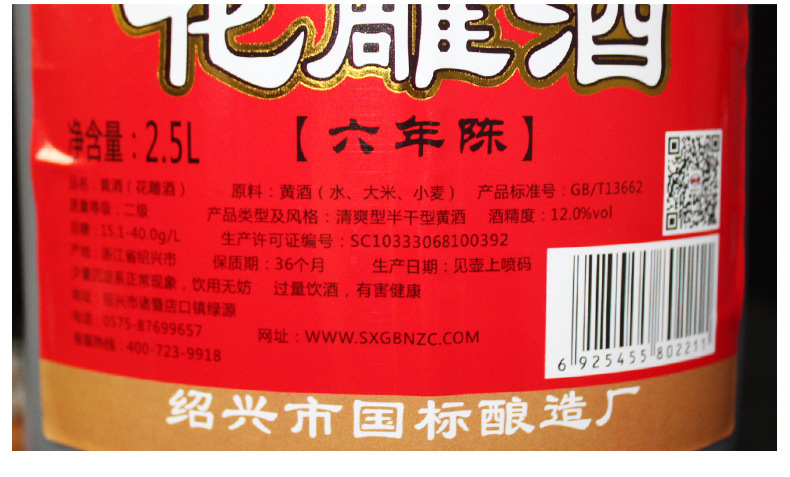 花雕酒
净含量：2.5L 【六年陈】
品名：黄酒（花雕酒） 原料：黄酒（水、大米、小麦） 产品标准号：GB/T13662
质量等级：二级 产品类型及风格：清爽型半干型黄酒 酒精度：12.0%vol
总糖：15.1-40.0g/L 生产许可证编号：SC10333068100392
产地：浙江省绍兴市 保质期：36个月 生产日期：见壶上喷码
少量沉淀系正常现象，饮用无妨 过量饮酒，有害健康
地址：绍兴市诸暨店口镇绿源
电话：0575-87699657 网址：WWW.SXGBNZC.COM
客服热线：400-723-9918
6 925455 802211
绍兴市国标酿造厂